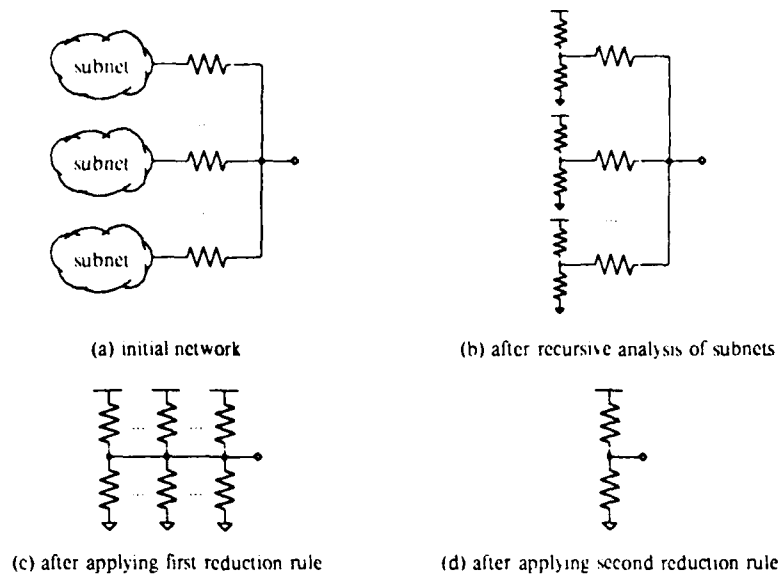 subnet
subnet
subnet
(a) initial network
(b) after recursive analysis of subnets
(c) after applying first reduction rule
(d) after applying second reduction rule